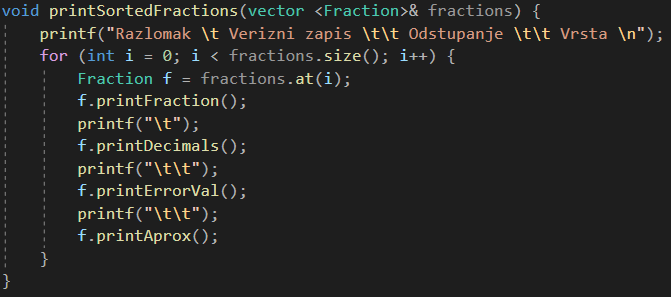 void printSortedFractions(vector <Fraction>& fractions) {
    printf("Razlomak \t Verizni zapis \t\t Odstupanje \t\t Vrsta \n");
    for (int i = 0; i < fractions.size(); i++) {
        Fraction f = fractions.at(i);
        f.printFraction();
        printf("\t");
        f.printDecimals();
        printf("\t\t");
        f.printErrorVal();
        printf("\t\t");
        f.printAprox();
    }
}